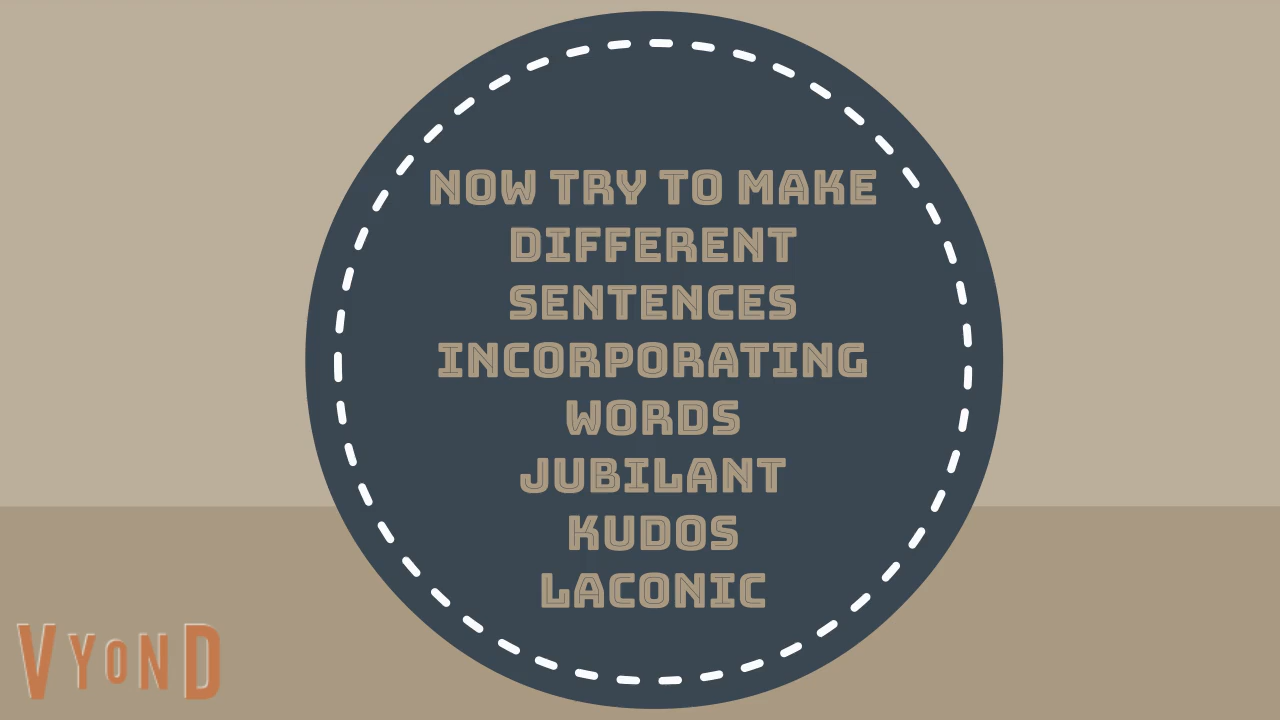 NOW TRY TO MAKE
DIFFERENT
SENTENCES
INCORPORATING
WORDS
JUBILANT
KUDOS
LACONIC
VYOND